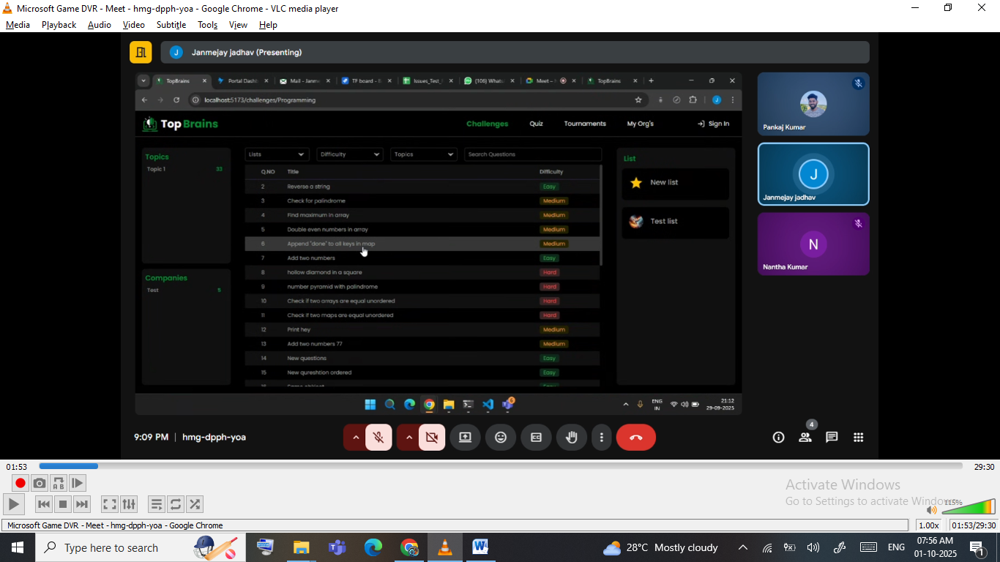 Microsoft Game DVR - Meet - hmg-dpph-yoa - Google Chrome - VLC media player
Media Playback Audio Video Subtitle Tools View Help
J Janmejay jadhav (Presenting)
TopBrains Portal Dashb Mail - Janm TF board - Issues_Test_ (106) Whats Meet - TopBrains
localhost:5173/challenges/Programming
Top Brains
Challenges Quiz Tournaments My Org's Sign In
Topics
Topic 1 33
Companies
Test 5
Lists Difficulty Topics Search Questions
Q.NO Title Difficulty
2 Reverse a string Easy
3 Check for palindrome Medium
4 Find maximum in array Medium
5 Double even numbers in array Medium
6 Append "done" to all keys in map Medium
7 Add two numbers Easy
8 hollow diamond in a square Hard
9 number pyramid with palindrome Hard
10 Check if two arrays are equal unordered Hard
11 Check if two maps are equal unordered Hard
12 Print hey Medium
13 Add two numbers 77 Medium
14 New questions Easy
15 New qureshtion ordered Easy
List
New list
Test list
Pankaj Kumar
J
Janmejay jadhav
N
Nantha Kumar
ENG
IN
21:12
29-09-2025
9:09 PM | hmg-dpph-yoa
4
01:53 29:30
Activate Windows
Go to Settings to activate Windows.
115%
Microsoft Game DVR - Meet - hmg-dpph-yoa - Google Chrome 1.00x 01:53/29:30
Type here to search
28°C Mostly cloudy
ENG
07:56 AM
01-10-2025
1